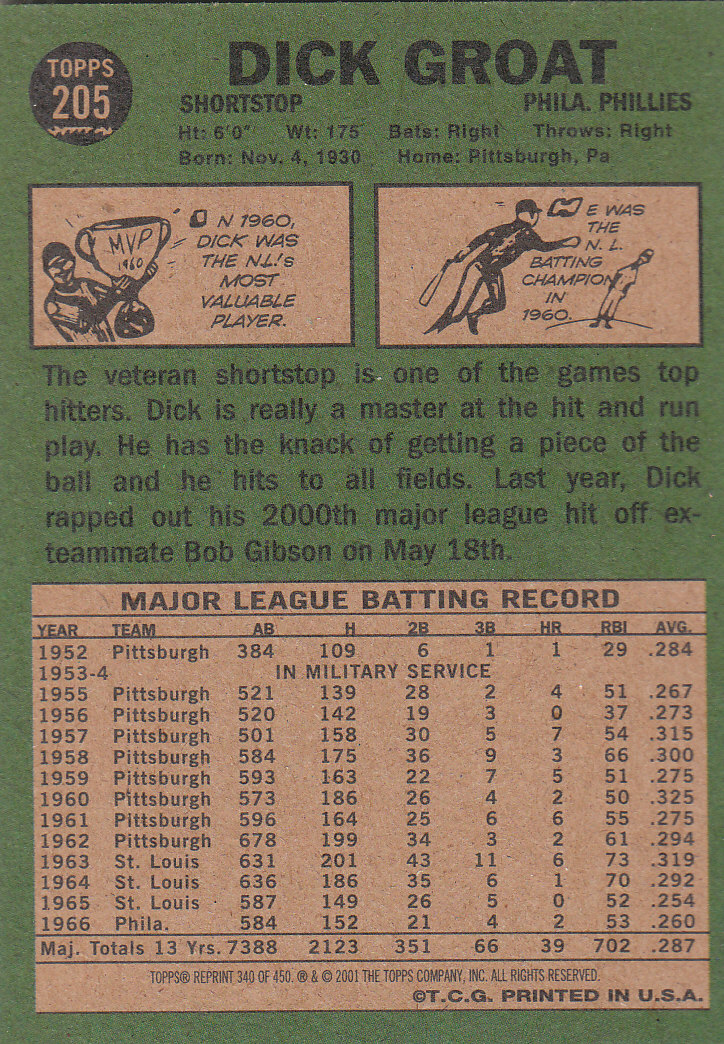 TOPPS
205
DICK GROAT
SHORTSTOP PHILA. PHILLIES
Ht: 6'0" Wt: 175 Bats: Right Throws: Right
Born: Nov. 4, 1930 Home: Pittsburgh, Pa
MVP
1960
IN 1960,
DICK WAS
THE N.L.'s
MOST
VALUABLE
PLAYER.
HE WAS
THE
N.L.
BATTING
CHAMPION
IN
1960.
The veteran shortstop is one of the games top
hitters. Dick is really a master at the hit and run
play. He has the knack of getting a piece of the
ball and he hits to all fields. Last year, Dick
rapped out his 2000th major league hit off ex-
teammate Bob Gibson on May 18th.
MAJOR LEAGUE BATTING RECORD
YEAR TEAM AB H 2B 3B HR RBI AVG.
1952 Pittsburgh 384 109 6 1 1 29 .284
1953-4 IN MILITARY SERVICE
1955 Pittsburgh 521 139 28 2 4 51 .267
1956 Pittsburgh 520 142 19 3 0 37 .273
1957 Pittsburgh 501 158 30 5 7 54 .315
1958 Pittsburgh 584 175 36 9 3 66 .300
1959 Pittsburgh 593 163 22 7 5 51 .275
1960 Pittsburgh 573 186 26 4 2 50 .325
1961 Pittsburgh 596 164 25 6 6 55 .275
1962 Pittsburgh 678 199 34 3 2 61 .294
1963 St. Louis 631 201 43 11 6 73 .319
1964 St. Louis 636 186 35 6 1 70 .292
1965 St. Louis 587 149 26 5 0 52 .254
1966 Phila. 584 152 21 4 2 53 .260
Maj. Totals 13 Yrs. 7388 2123 351 66 39 702 .287
TOPPS® REPRINT 340 OF 450. ® & © 2001 THE TOPPS COMPANY, INC. ALL RIGHTS RESERVED.
©T.C.G. PRINTED IN U.S.A.